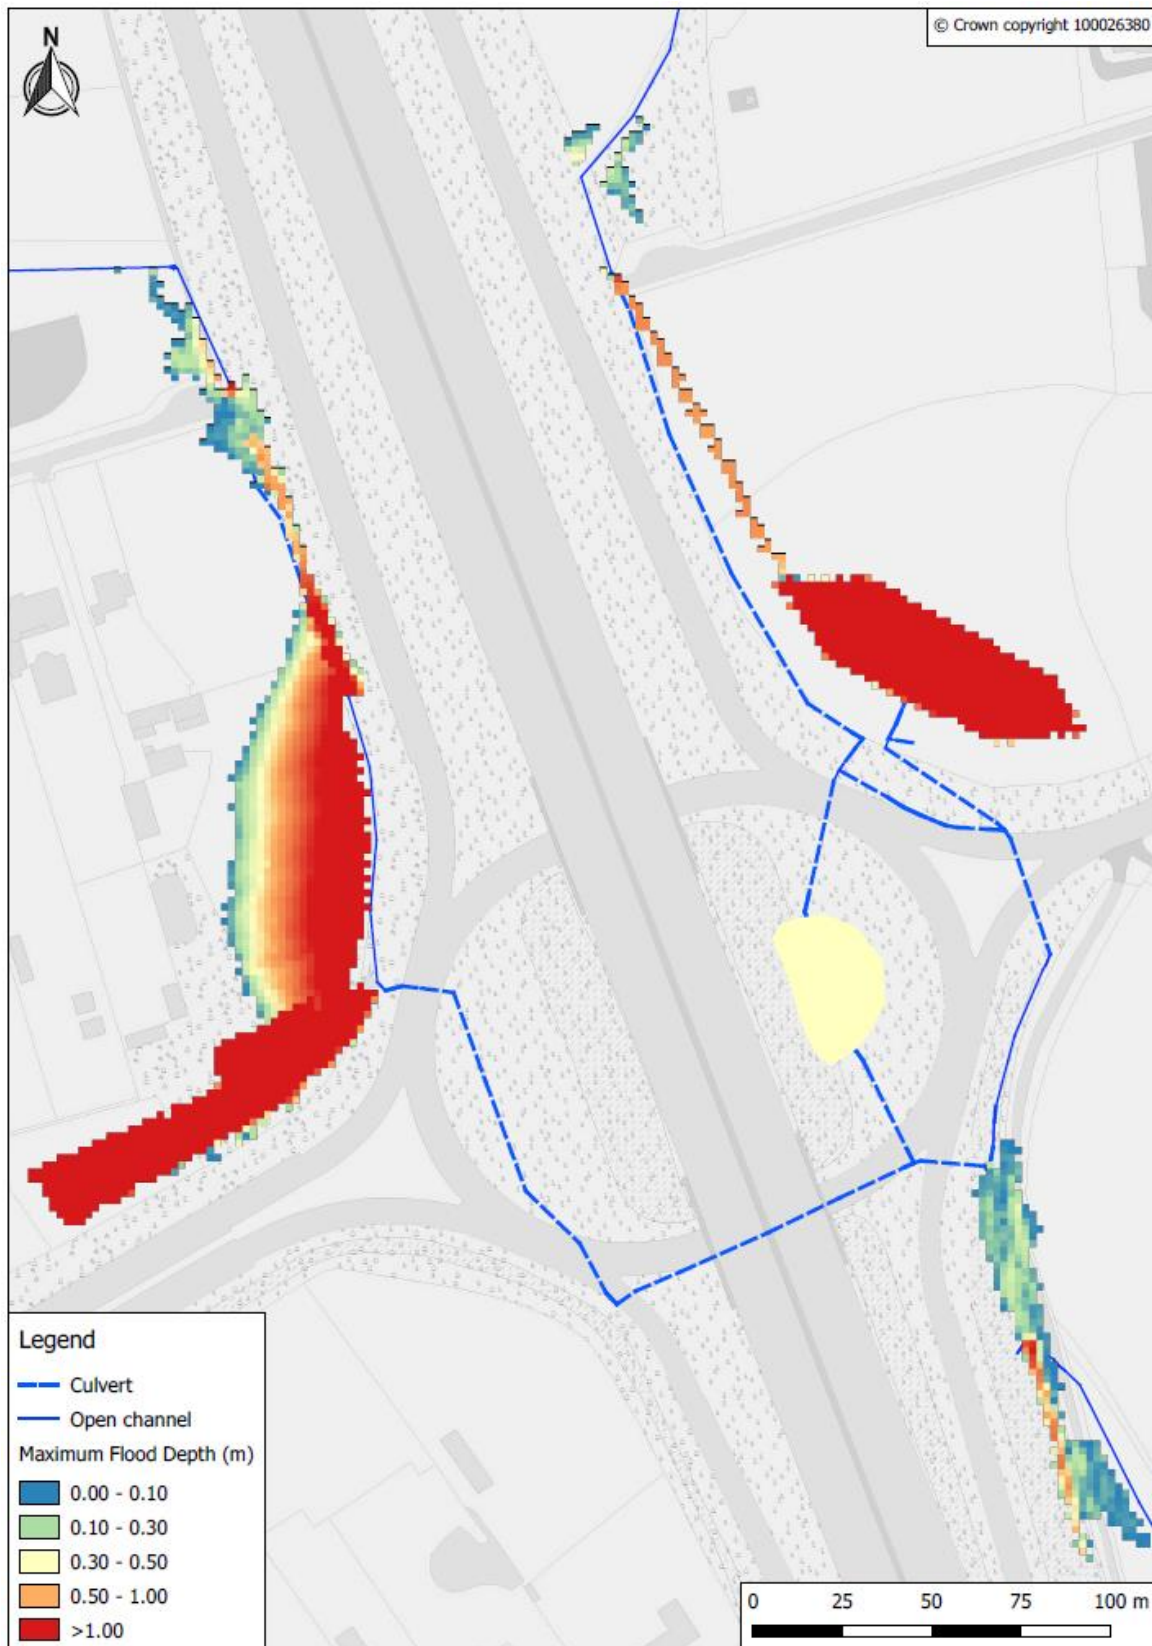 © Crown copyright 100026380
N
Legend
Culvert
Open channel
Maximum Flood Depth (m)
0.00 - 0.10
0.10 - 0.30
0.30 - 0.50
0.50 - 1.00
>1.00
0 25 50 75 100 m